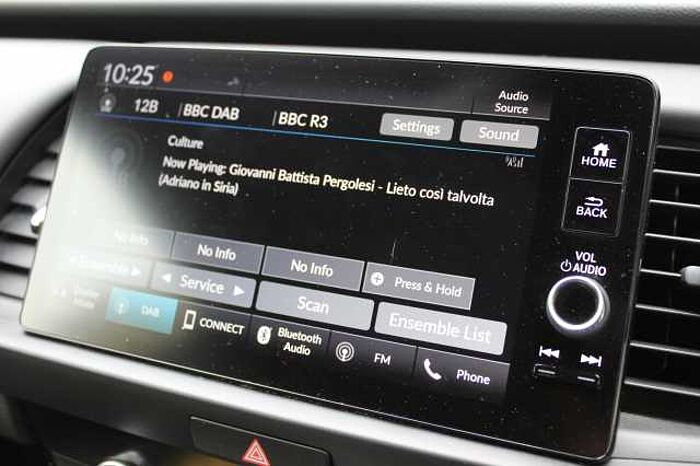 10:25
Audio
Source
12B
BBC DAB
BBC R3
Settings
Sound
Culture
Now Playing: Giovanni Battista Pergolesi - Lieto così talvolta
(Adriano in Siria)
HOME
BACK
VOL
AUDIO
No Info
No Info
No Info
Press & Hold
Ensemble
Service
Scan
Ensemble List
DAB
CONNECT
Bluetooth
Audio
FM
Phone